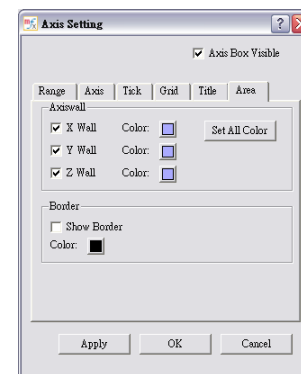 Axis Setting
Axis Box Visible
Range Axis Tick Grid Title Area
Axiswall
X Wall Color: Set All Color
Y Wall Color:
Z Wall Color:
Border
Show Border
Color:
Apply OK Cancel